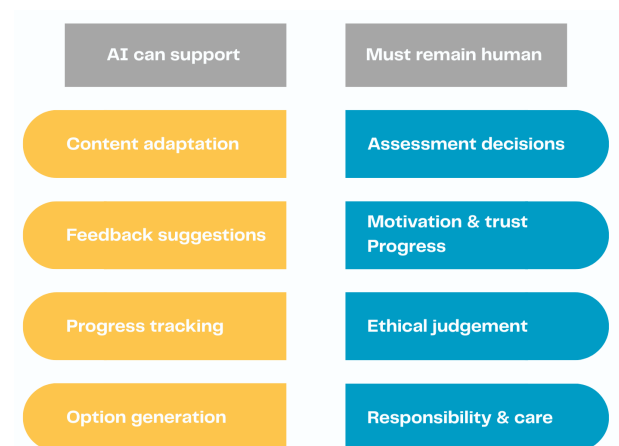 AI can support
Must remain human
Content adaptation
Assessment decisions
Feedback suggestions
Motivation & trust
Progress
Progress tracking
Ethical judgement
Option generation
Responsibility & care